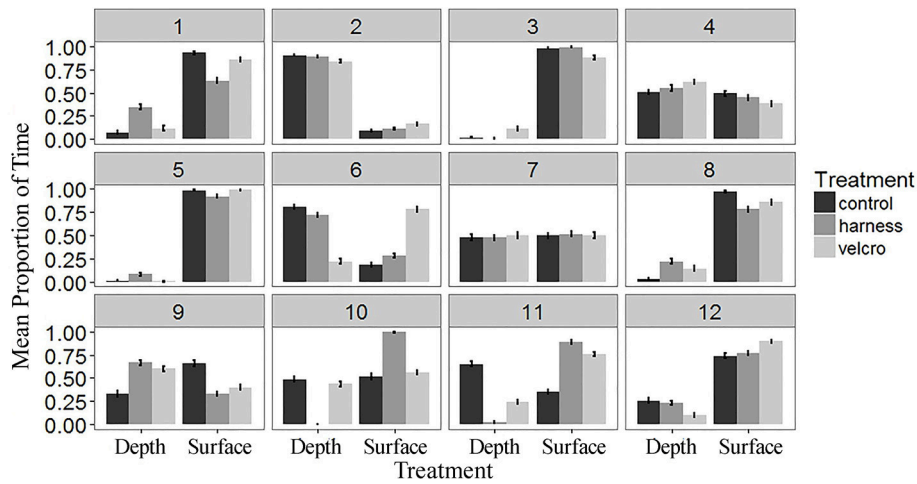 1 2 3 4
1.00
0.75
0.50
0.25
0.00
5 6 7 8
1.00
0.75
0.50
0.25
0.00
9 10 11 12
1.00
0.75
0.50
0.25
0.00
Depth Surface Depth Surface Depth Surface Depth Surface
Treatment
Mean Proportion of Time
Treatment
control
harness
velcro